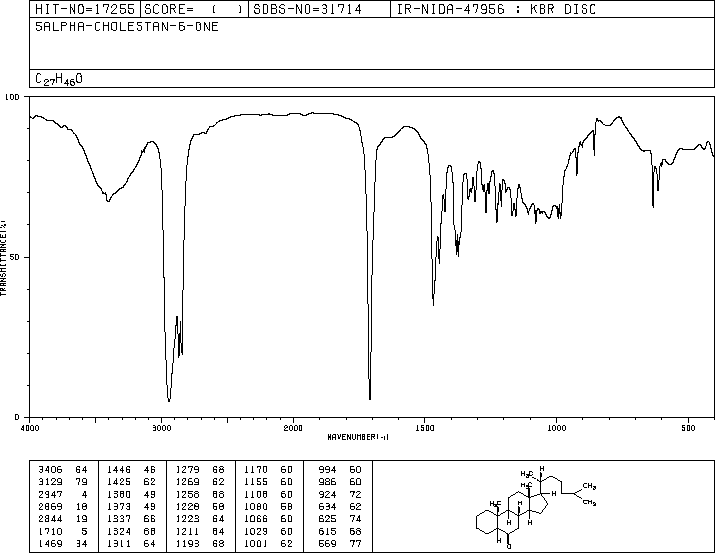 HIT-NO=17255 SCORE= ( ) SDBS-NO=31714 IR-NIDA-47956 : KBR DISC
5ALPHA-CHOLESTAN-6-ONE
C27H46O
100
50
0
TRANSMITTANCE(%)
4000 3000 2000 1500 1000 500
WAVENUMBER(-1)
3406 64 1446 46 1279 68 1170 60 994 60
3129 79 1425 62 1269 62 1155 60 986 60
2947 4 1380 49 1258 68 1108 60 924 72
2869 18 1373 49 1228 58 1080 58 634 62
2844 19 1337 66 1223 64 1066 60 625 74
1710 5 1324 68 1211 64 1029 60 615 68
1469 34 1311 64 1193 68 1001 62 569 77
CH3
H3C
H
CH3
CH3
H3C
H
H
H
H
O